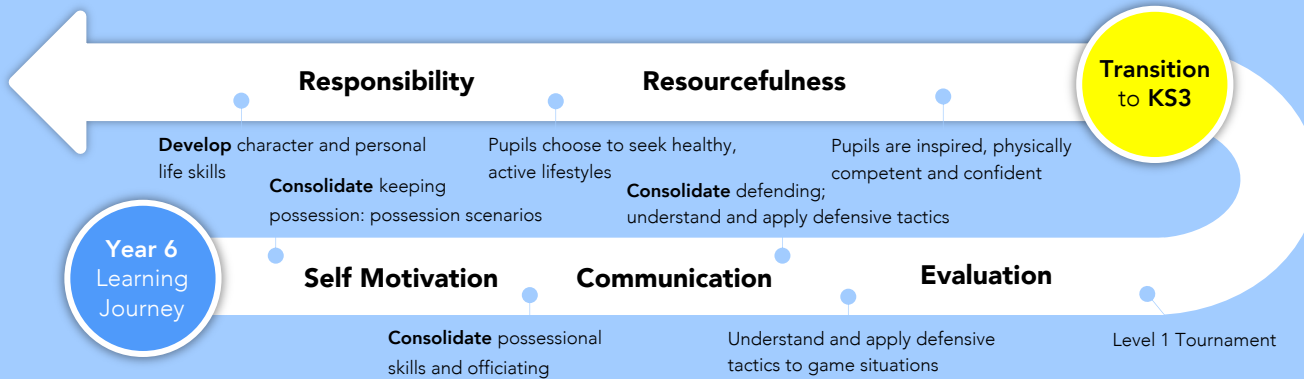 Responsibility
Resourcefulness
Transition
to KS3
Develop character and personal
life skills
Pupils choose to seek healthy,
active lifestyles
Pupils are inspired, physically
competent and confident
Consolidate keeping
possession: possession scenarios
Consolidate defending;
understand and apply defensive tactics
Year 6
Learning
Journey
Self Motivation
Communication
Evaluation
Consolidate possessional
skills and officiating
Understand and apply defensive
tactics to game situations
Level 1 Tournament